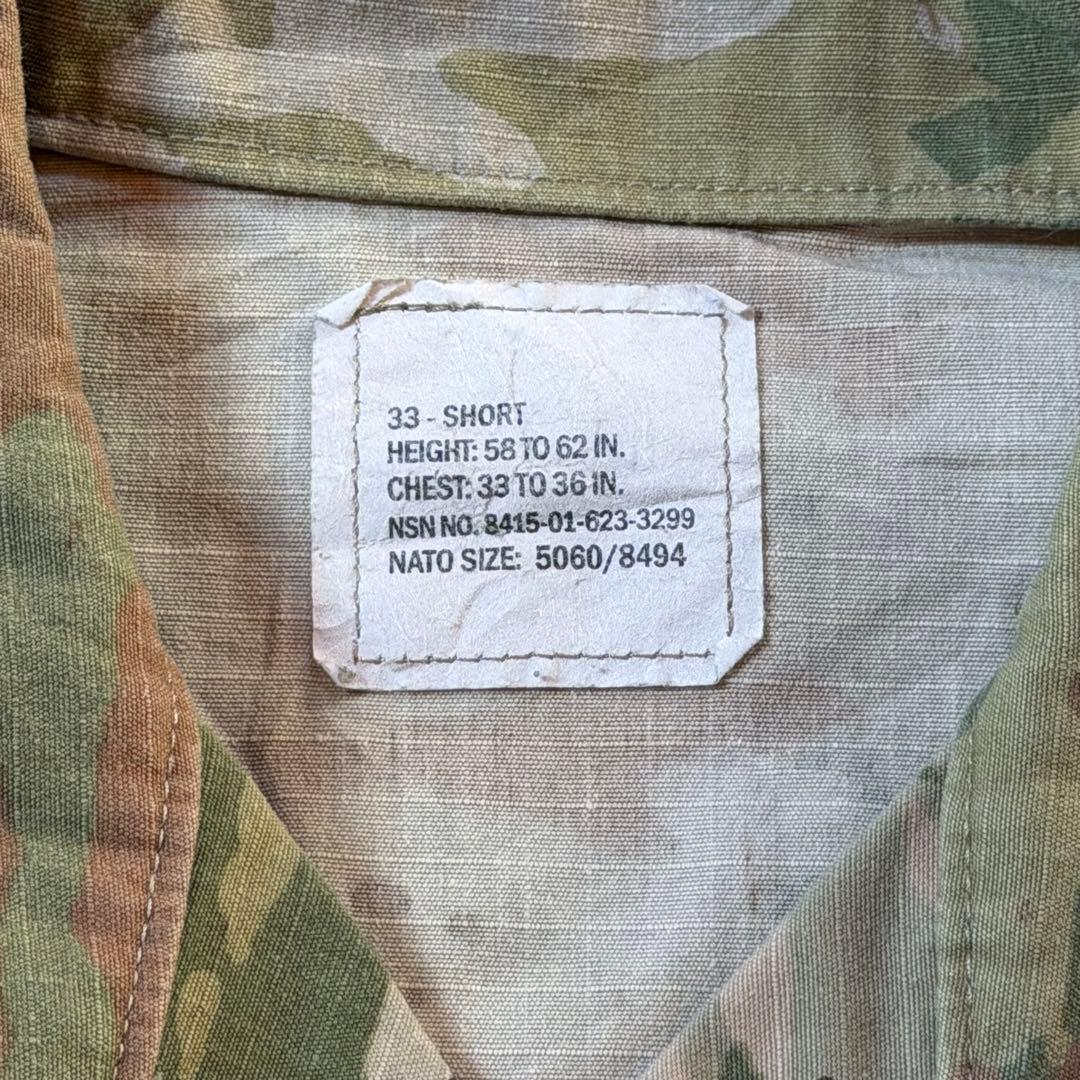 33 - SHORT
HEIGHT: 58 TO 62 IN.
CHEST: 33 TO 36 IN.
NSN NO. 8415-01-623-3299
NATO SIZE: 5060/8494